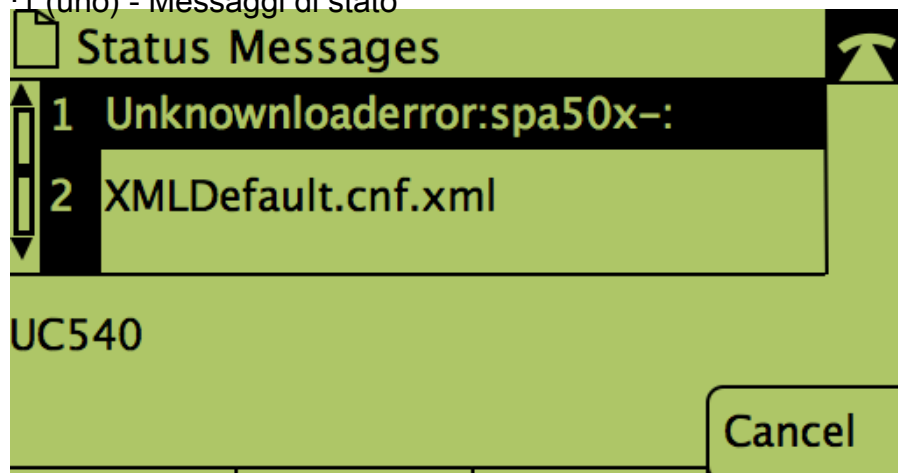 ·1 (uno) - Messaggi di stato
Status Messages
1 Unknownloaderror:spa50x-:
2 XMLDefault.cnf.xml
UC540
Cancel